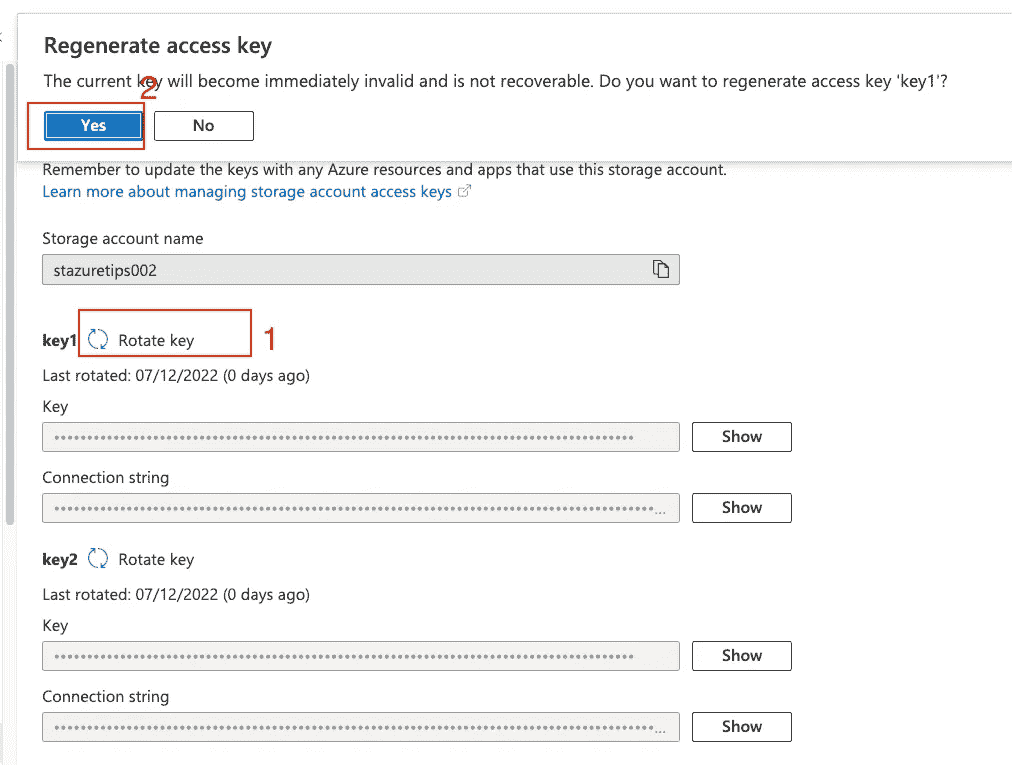 Regenerate access key
The current key will become immediately invalid and is not recoverable. Do you want to regenerate access key 'key1'?
2
Yes No
Remember to update the keys with any Azure resources and apps that use this storage account.
Learn more about managing storage account access keys
Storage account name
stazuretips002
key1 Rotate key 1
Last rotated: 07/12/2022 (0 days ago)
Key
Show
Connection string
... Show
key2 Rotate key
Last rotated: 07/12/2022 (0 days ago)
Key
Show
Connection string
... Show